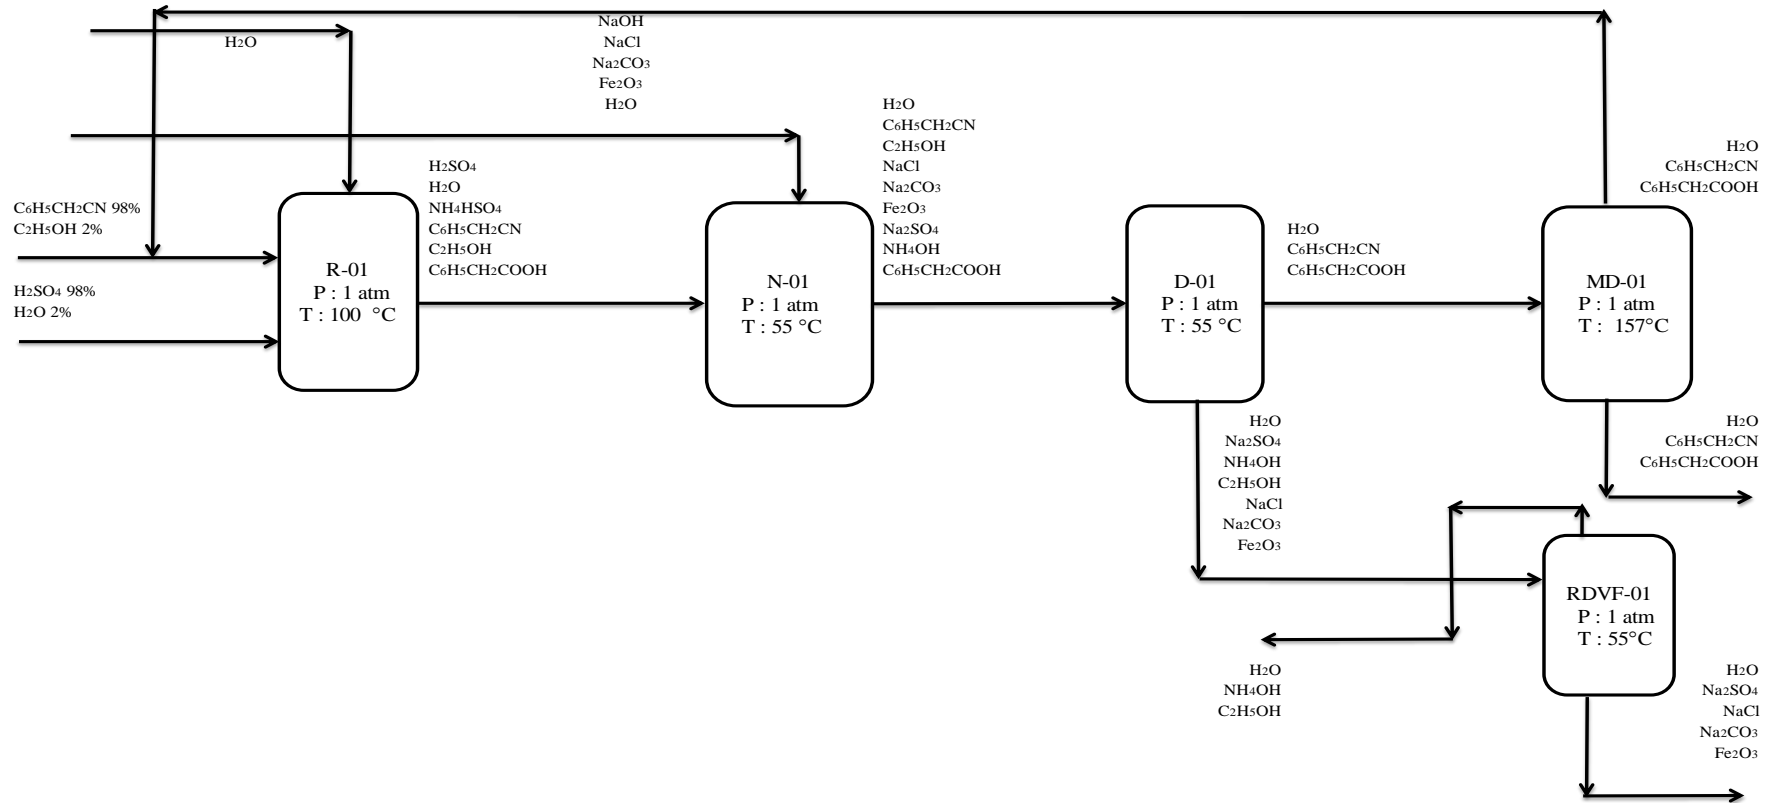 NaOH
NaCl
Na2CO3
Fe2O3
H2O
H2O
C6H5CH2CN 98%
C2H5OH 2%
H2SO4 98%
H2O 2%
R-01
P : 1 atm
T : 100 °C
H2SO4
H2O
NH4HSO4
C6H5CH2CN
C2H5OH
C6H5CH2COOH
N-01
P : 1 atm
T : 55 °C
H2O
C6H5CH2CN
C2H5OH
NaCl
Na2CO3
Fe2O3
Na2SO4
NH4OH
C6H5CH2COOH
D-01
P : 1 atm
T : 55 °C
H2O
C6H5CH2CN
C6H5CH2COOH
MD-01
P : 1 atm
T : 157°C
H2O
C6H5CH2CN
C6H5CH2COOH
H2O
C6H5CH2CN
C6H5CH2COOH
H2O
Na2SO4
NH4OH
C2H5OH
NaCl
Na2CO3
Fe2O3
RDVF-01
P : 1 atm
T : 55°C
H2O
NH4OH
C2H5OH
H2O
Na2SO4
NaCl
Na2CO3
Fe2O3